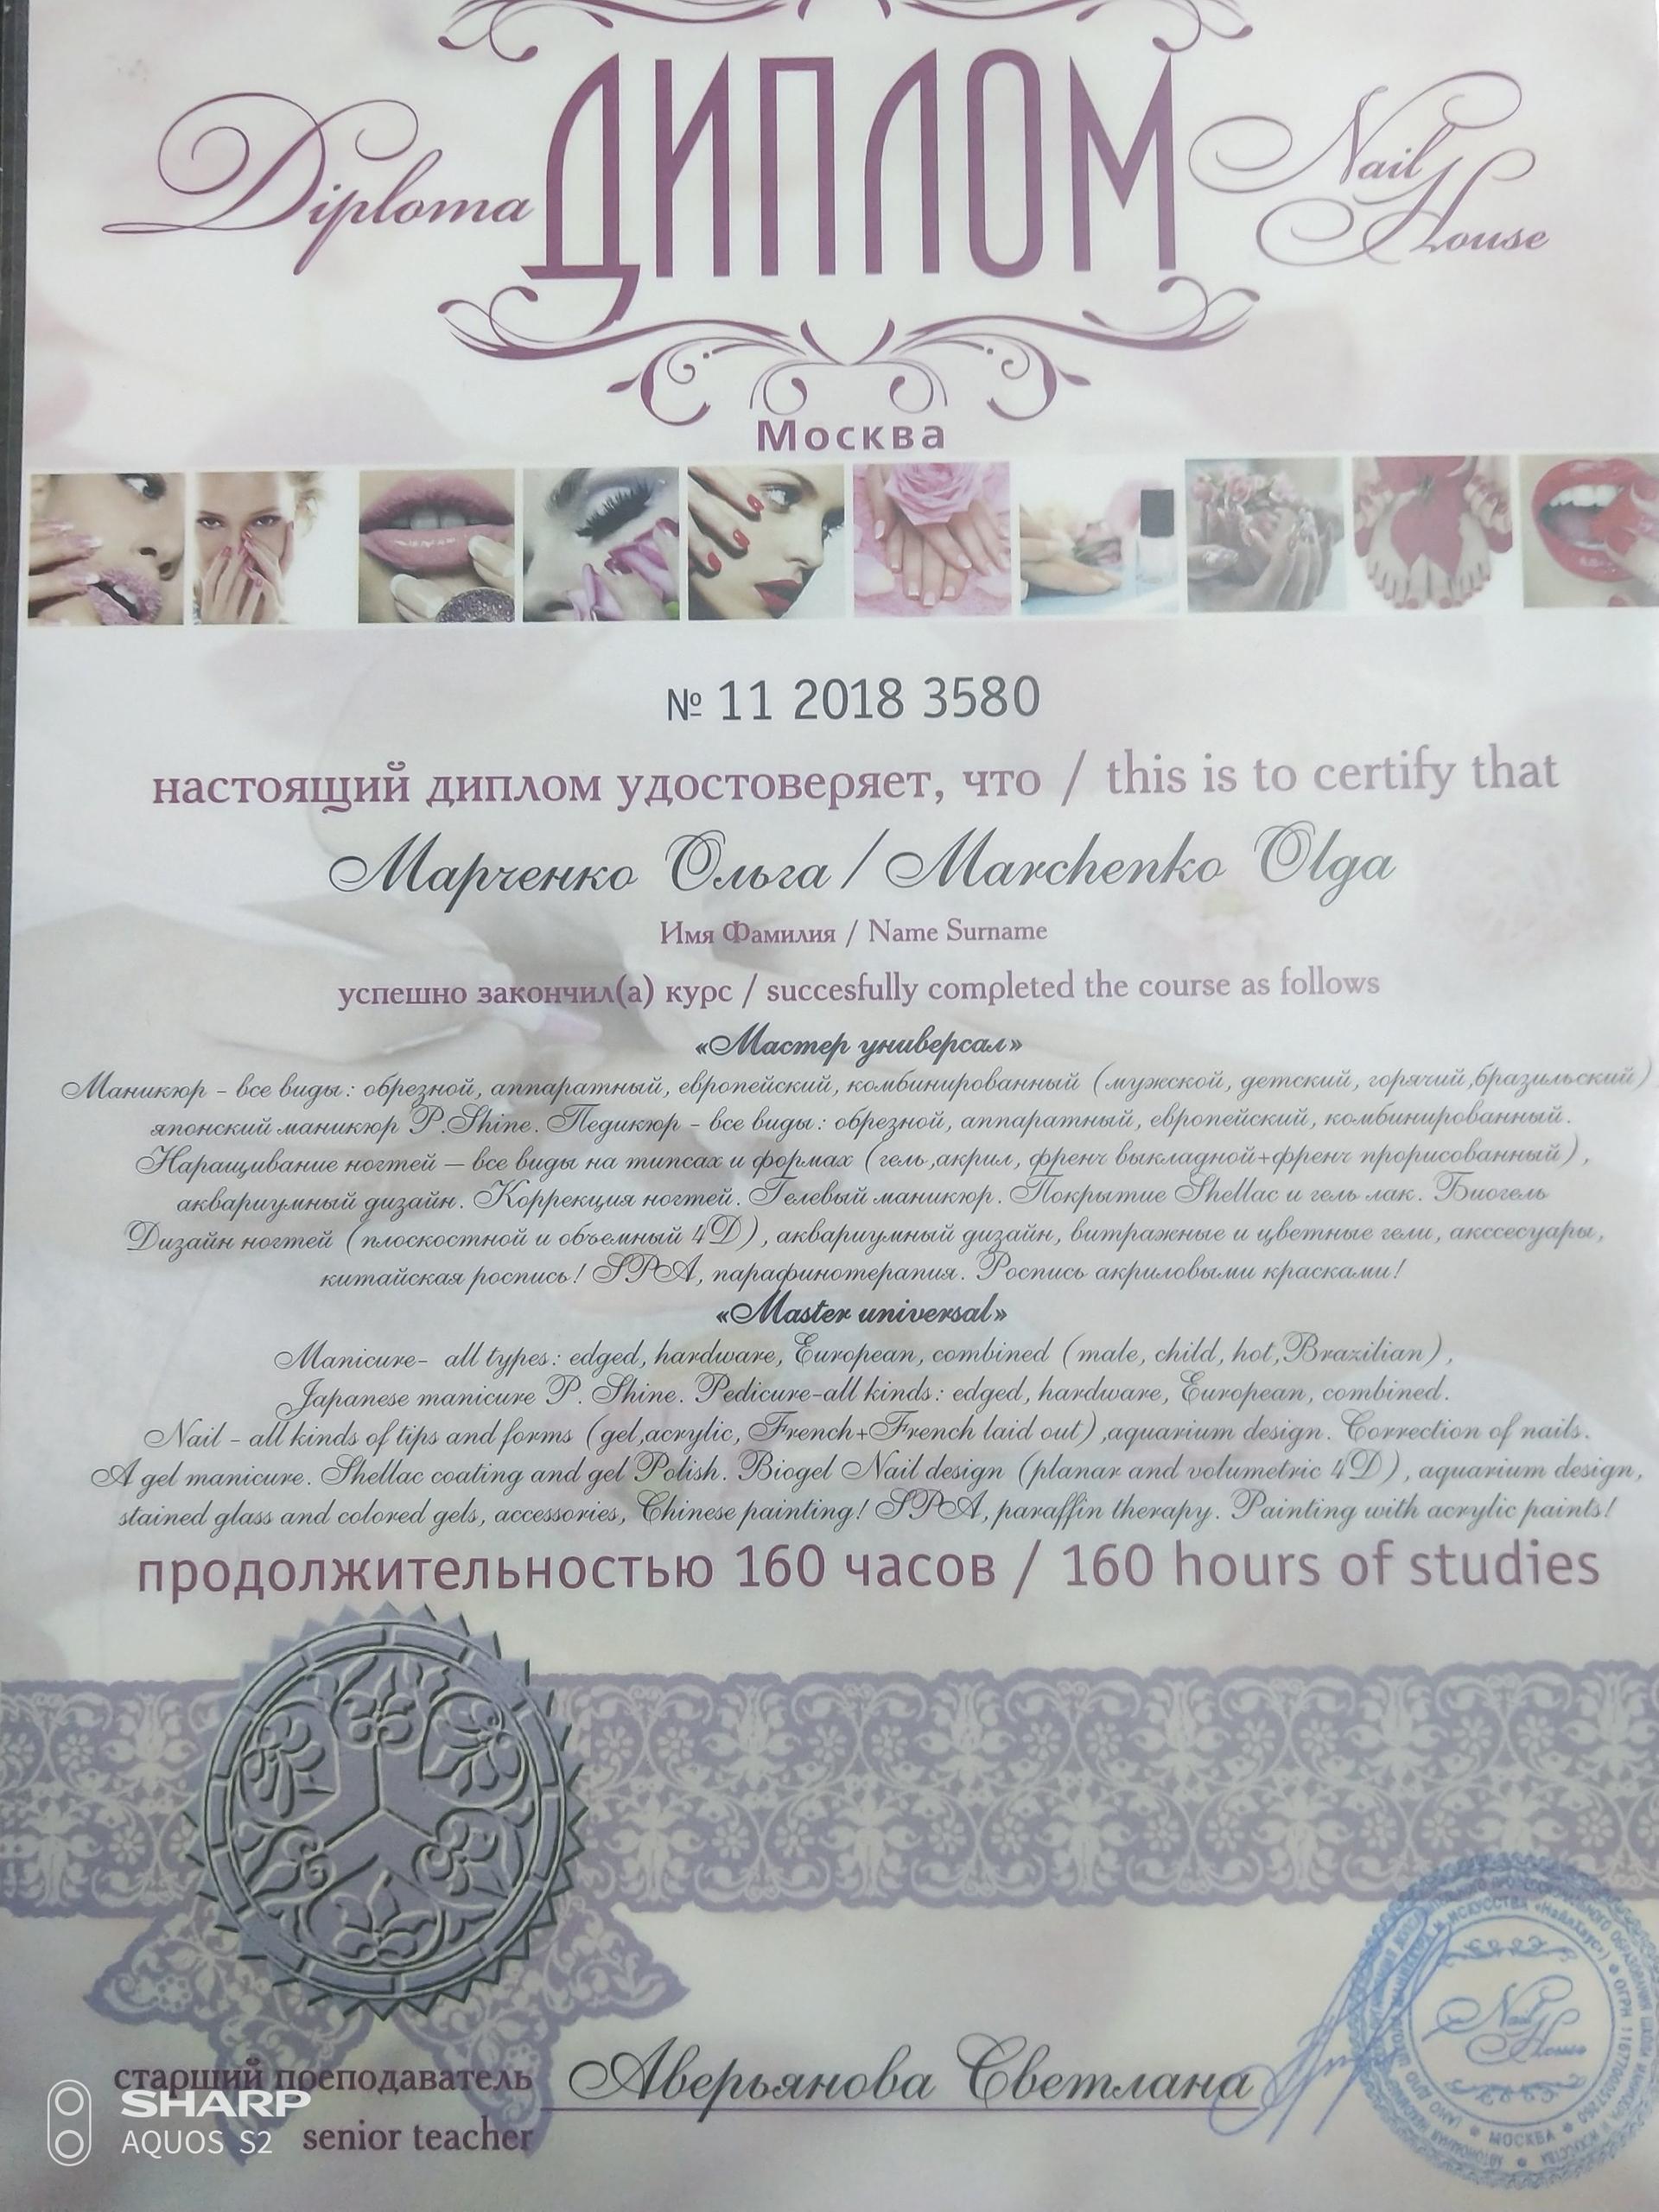 Diploma
ДИПЛОМ
Nail
House
Москва
№ 11 2018 3580
настоящий диплом удостоверяет, что / this is to certify that
Марченко Ольга / Marchenko Olga
Имя Фамилия / Name Surname
успешно закончил(а) курс / succesfully completed the course as follows
«Мастер универсал»
Маникюр - все виды: обрезной, аппаратный, европейский, комбинированный (мужской, детский, горячий,бразильский)
японский маникюр P.Shine. Педикюр - все виды: обрезной, аппаратный, европейский, комбинированный.
Наращивание ногтей — все виды на типсах и формах (гель,акрил, френч выкладной+френч прорисованный),
аквариумный дизайн. Коррекция ногтей. Гелевый маникюр. Покрытие Shellac и гель лак. Биогель
Дизайн ногтей (плоскостной и объемный 4D), аквариумный дизайн, витражные и цветные гели, акссесуары,
китайская роспись! SPA, парафинотерапия. Роспись акриловыми красками!
«Master universal»
Manicure- all types: edged, hardware, European, combined (male, child, hot,Brazilian),
Japanese manicure P. Shine. Pedicure-all kinds: edged, hardware, European, combined.
Nail - all kinds of tips and forms (gel,acrylic, French+French laid out) ,aquarium design. Correction of nails.
A gel manicure. Shellac coating and gel Polish. Biogel Nail design (planar and volumetric 4D), aquarium design,
stained glass and colored gels, accessories, Chinese painting! SPA, paraffin therapy. Painting with acrylic paints!
продолжительностью 160 часов / 160 hours of studies
старший преподаватель
senior teacher
Аверьянова Светлана
Nail
House
МОСКВА
SHARP
AQUOS S2